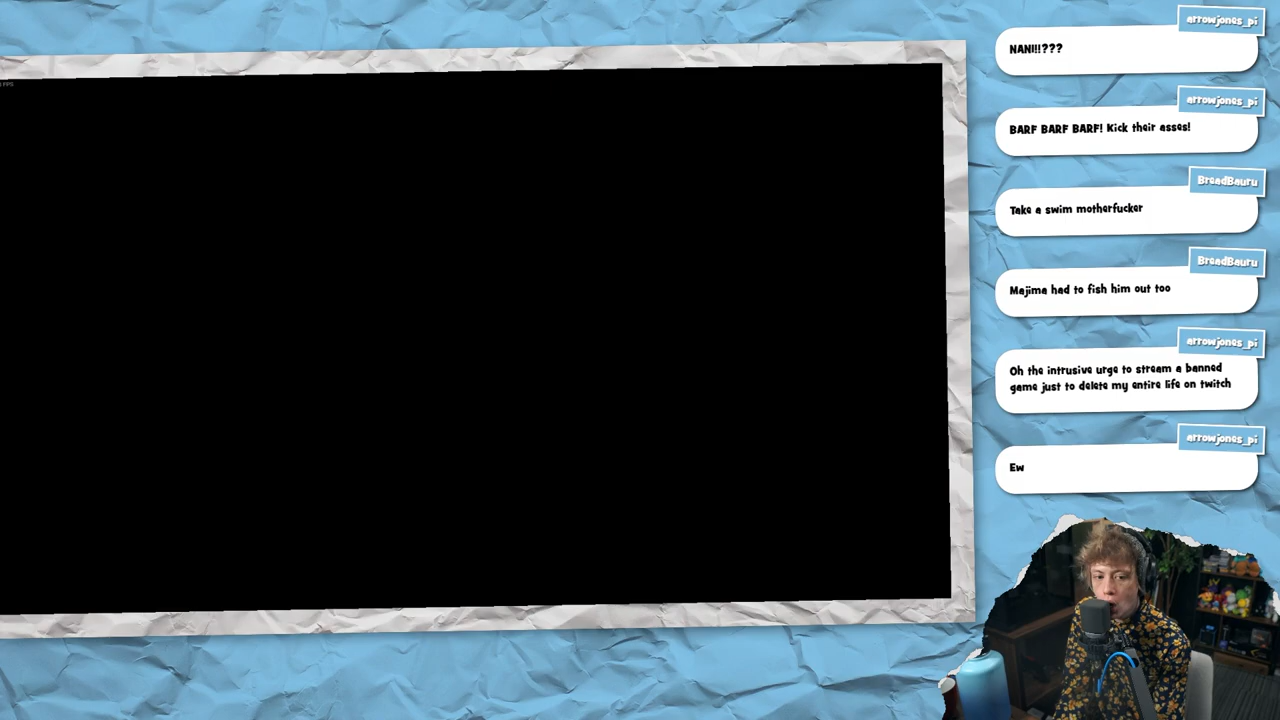 FPS
arrowjones_pi
NANI!!???
arrowjones_pi
BARF BARF BARF! Kick their asses!
BreadBauru
Take a swim motherfucker
BreadBauru
Majima had to fish him out too
arrowjones_pi
Oh the intrusive urge to stream a banned
game just to delete my entire life on twitch
arrowjones_pi
Ew